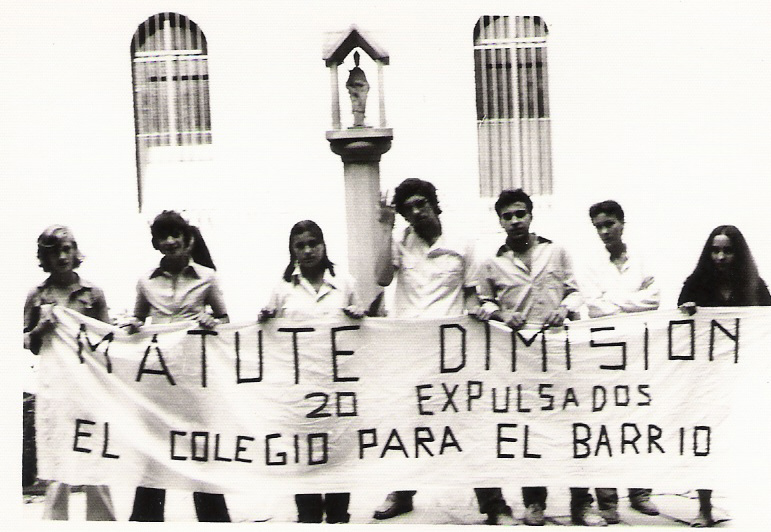 MATUTE DIMISION
20 EXPULSADOS
EL COLEGIO PARA EL BARRIO